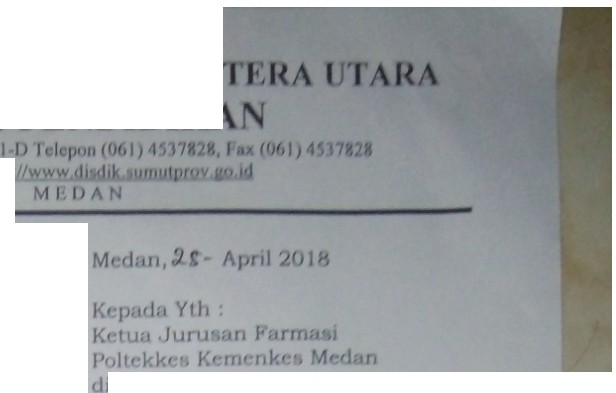 TERA UTARA
AN
1-D Telepon (061) 4537828, Fax (061) 4537828
//www.disdik.sumutprov.go.id
MEDAN
Medan, 25- April 2018
Kepada Yth :
Ketua Jurusan Farmasi
Poltekkes Kemenkes Medan
di